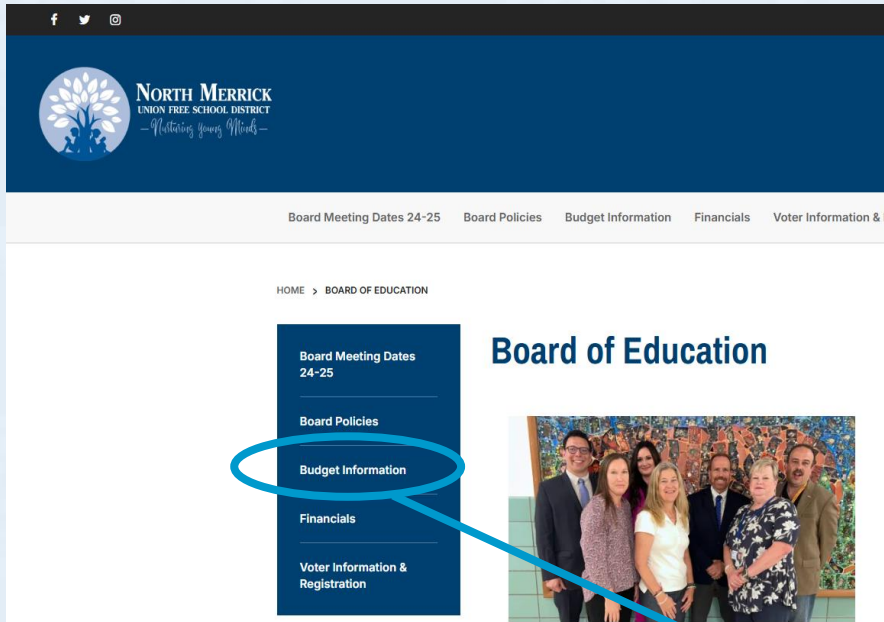 NORTH MERRICK
UNION FREE SCHOOL DISTRICT
— Nurturing Young Minds —
Board Meeting Dates 24-25 Board Policies Budget Information Financials Voter Information &
HOME > BOARD OF EDUCATION
Board Meeting Dates
24-25
Board Policies
Budget Information
Financials
Voter Information &
Registration
Board of Education